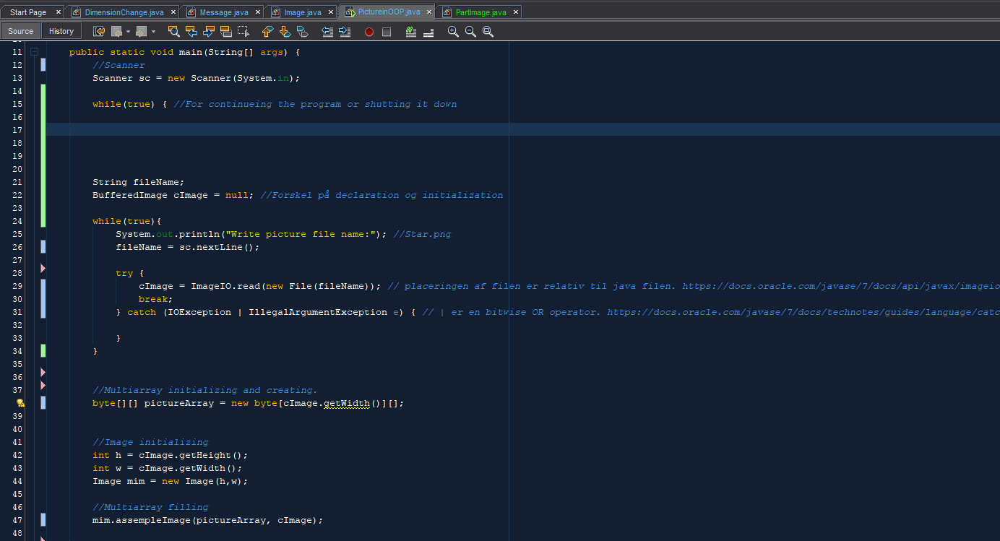 Start Page DimensionChange.java Message.java Image.java PictureinOOP.java PartImage.java
Source History
11 public static void main(String[] args) {
12 //Scanner
13 Scanner sc = new Scanner(System.in);
14
15 while(true) { //For continueing the program or shutting it down
16
17
18
19
20
21 String fileName;
22 BufferedImage cImage = null; //Forskel på declaration og initialization
23
24 while(true){
25 System.out.println("Write picture file name:"); //Star.png
26 fileName = sc.nextLine();
27
28 try {
29 cImage = ImageIO.read(new File(fileName)); // placeringen af filen er relativ til java filen. https://docs.oracle.com/javase/7/docs/api/javax/imageio
30 break;
31 } catch (IOException | IllegalArgumentException e) { // | er en bitwise OR operator. https://docs.oracle.com/javase/7/docs/technotes/guides/language/catc
32
33 }
34 }
35
36
37 //Multiarray initializing and creating.
byte[][] pictureArray = new byte[cImage.getWidth()][];
39
40
41 //Image initializing
42 int h = cImage.getHeight();
43 int w = cImage.getWidth();
44 Image mim = new Image(h,w);
45
46 //Multiarray filling
47 mim.assempleImage(pictureArray, cImage);
48